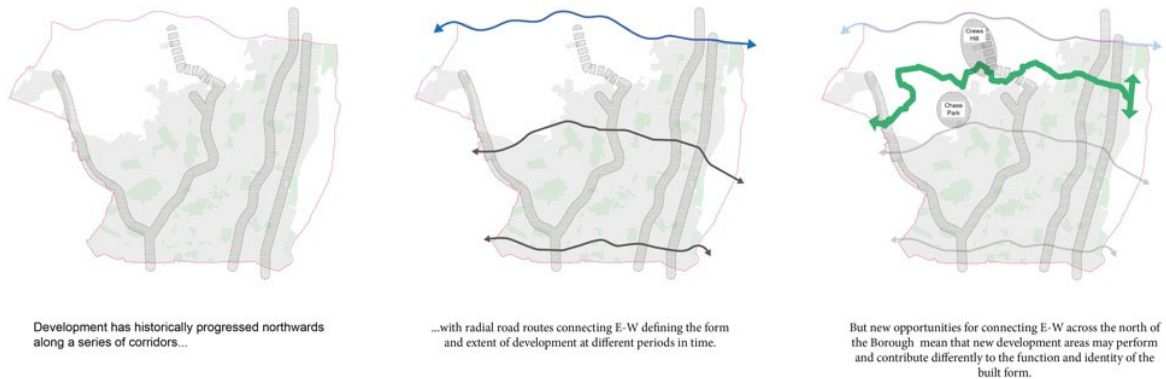 Crews
Hill
Chase
Park
Development has historically progressed northwards
along a series of corridors...
...with radial road routes connecting E-W defining the form
and extent of development at different periods in time.
But new opportunities for connecting E-W across the north of
the Borough mean that new development areas may perform
and contribute differently to the function and identity of the
built form.